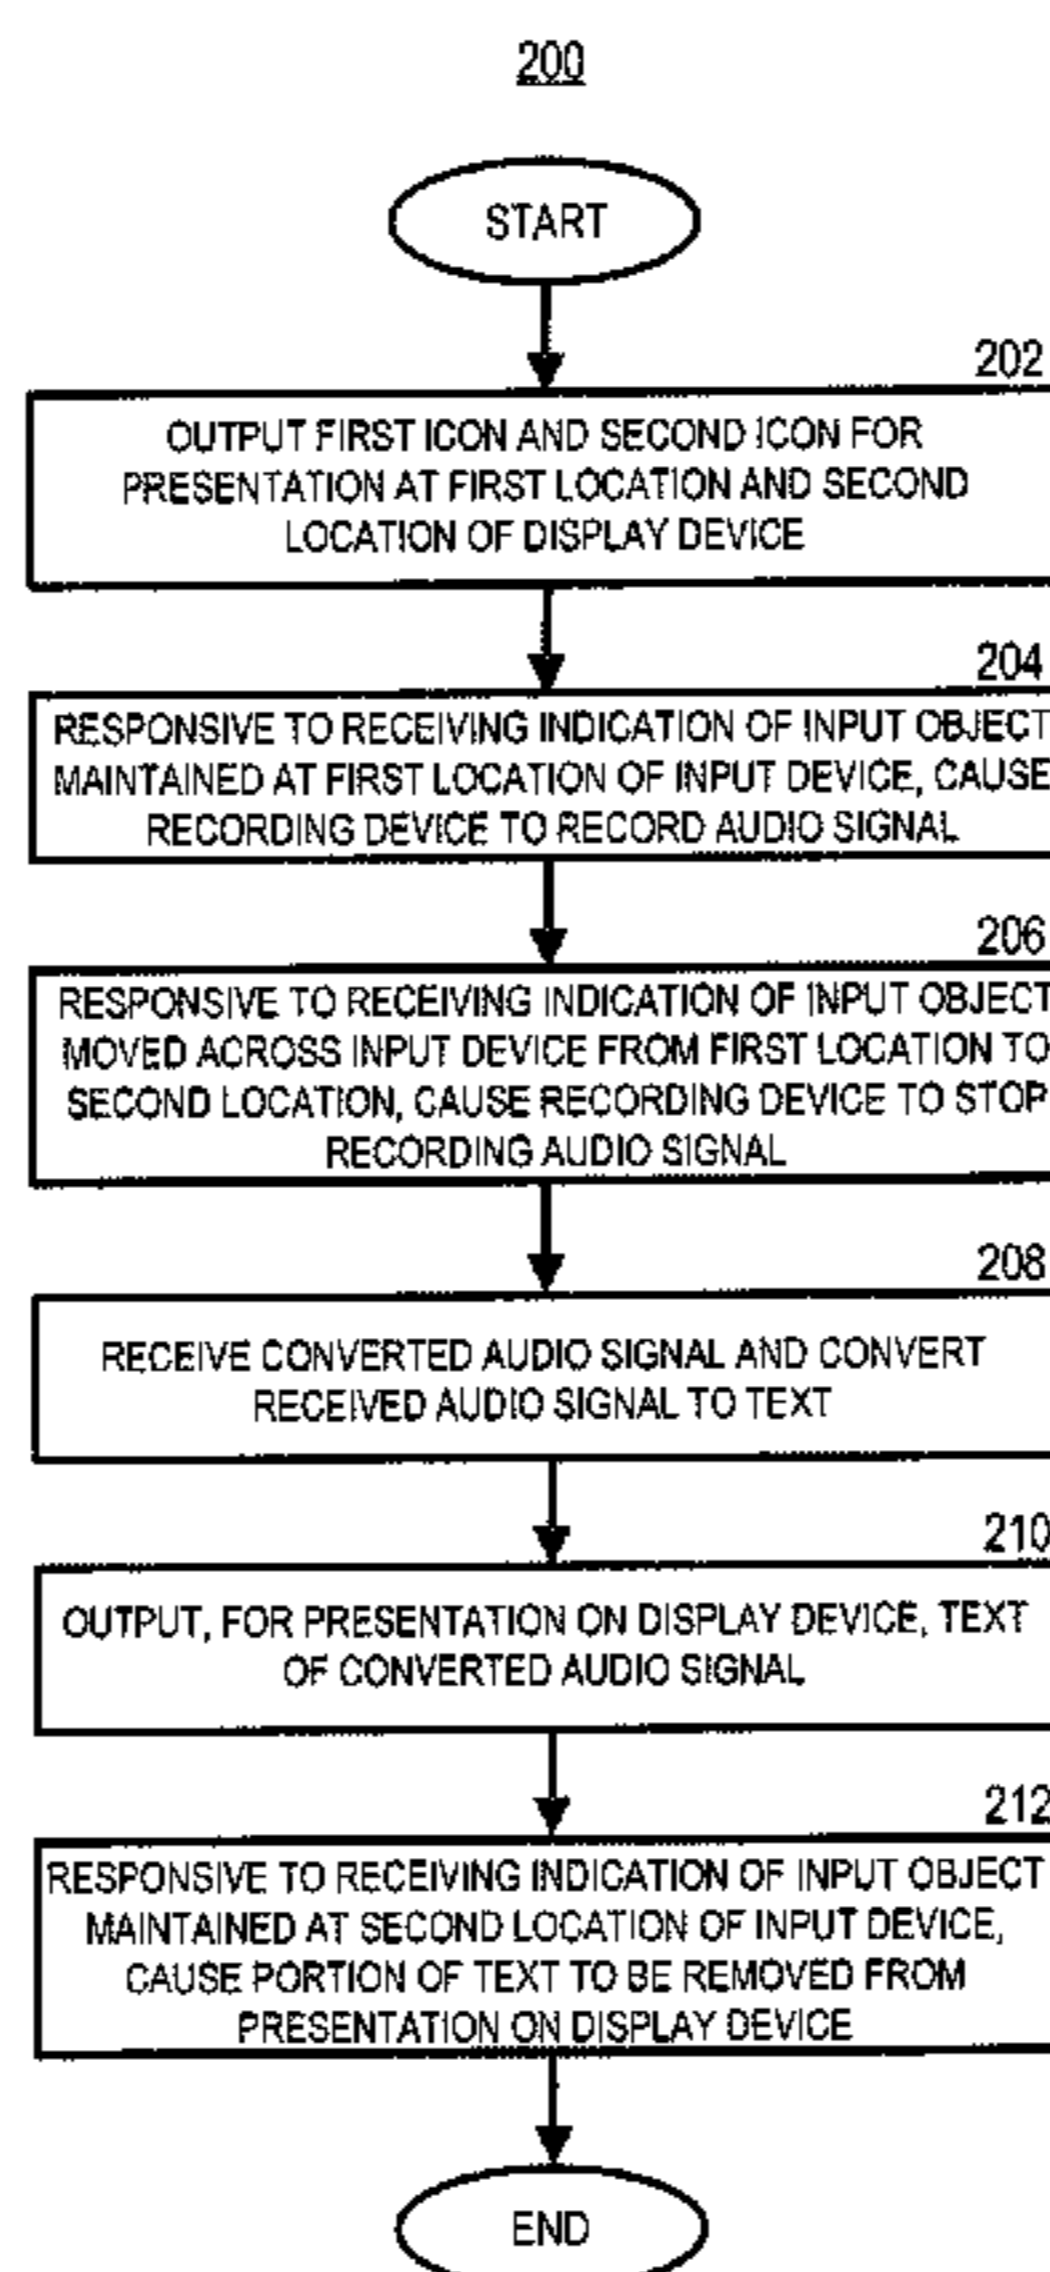 200
START
202
OUTPUT FIRST ICON AND SECOND ICON FOR
PRESENTATION AT FIRST LOCATION AND SECOND
LOCATION OF DISPLAY DEVICE
204
RESPONSIVE TO RECEIVING INDICATION OF INPUT OBJECT
MAINTAINED AT FIRST LOCATION OF INPUT DEVICE, CAUSE
RECORDING DEVICE TO RECORD AUDIO SIGNAL
206
RESPONSIVE TO RECEIVING INDICATION OF INPUT OBJECT
MOVED ACROSS INPUT DEVICE FROM FIRST LOCATION TO
SECOND LOCATION, CAUSE RECORDING DEVICE TO STOP
RECORDING AUDIO SIGNAL
208
RECEIVE CONVERTED AUDIO SIGNAL AND CONVERT
RECEIVED AUDIO SIGNAL TO TEXT
210
OUTPUT, FOR PRESENTATION ON DISPLAY DEVICE, TEXT
OF CONVERTED AUDIO SIGNAL
212
RESPONSIVE TO RECEIVING INDICATION OF INPUT OBJECT
MAINTAINED AT SECOND LOCATION OF INPUT DEVICE,
CAUSE PORTION OF TEXT TO BE REMOVED FROM
PRESENTATION ON DISPLAY DEVICE
END